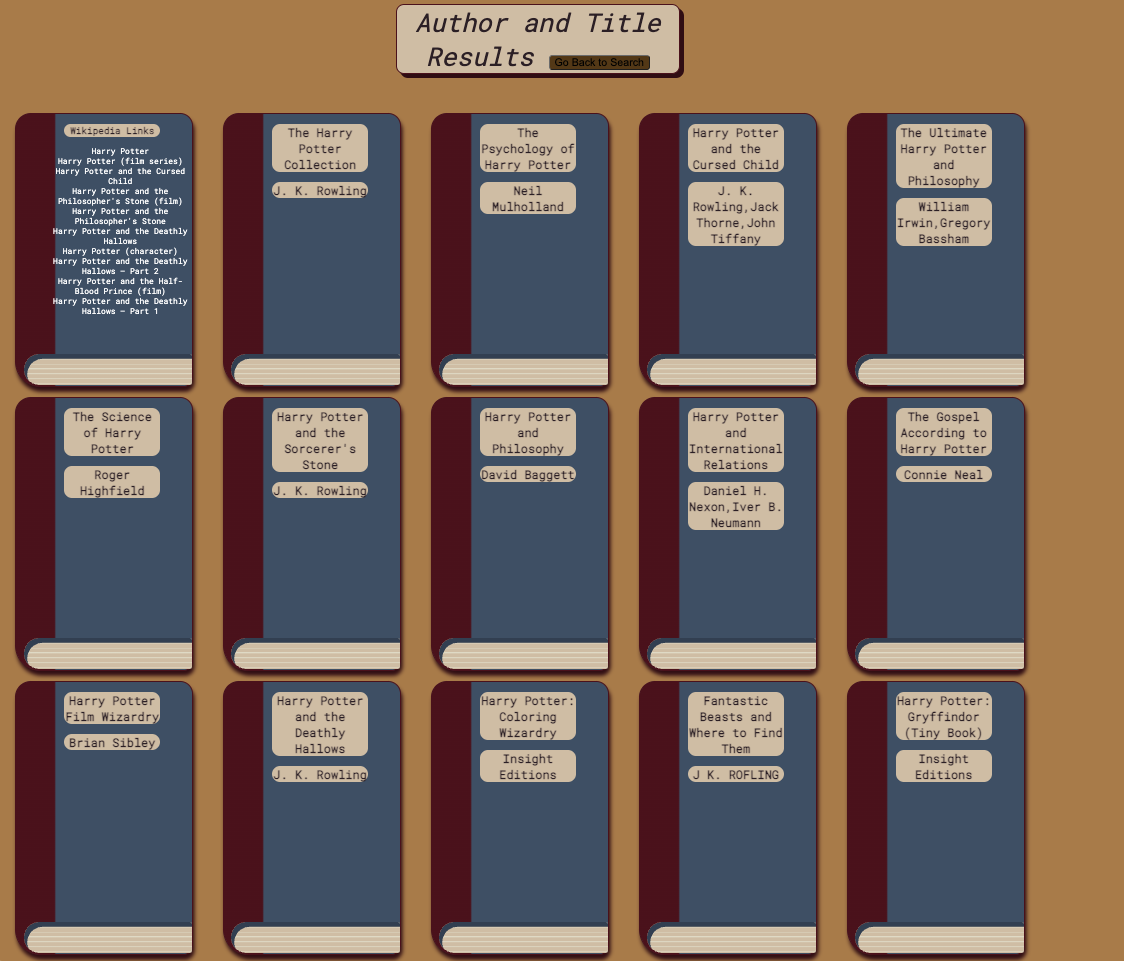 Author and Title
Results Go Back to Search
Wikipedia Links
Harry Potter
Harry Potter (film series)
Harry Potter and the Cursed
Child
Harry Potter and the
Philosopher's Stone (film)
Harry Potter and the
Philosopher's Stone
Harry Potter and the Deathly
Hallows
Harry Potter (character)
Harry Potter and the Deathly
Hallows – Part 2
Harry Potter and the Half-
Blood Prince (film)
Harry Potter and the Deathly
Hallows – Part 1
The Harry
Potter
Collection
J. K. Rowling
The
Psychology of
Harry Potter
Neil
Mulholland
Harry Potter
and the
Cursed Child
J. K.
Rowling,Jack
Thorne,John
Tiffany
The Ultimate
Harry Potter
and
Philosophy
William
Irwin,Gregory
Bassham
The Science
of Harry
Potter
Roger
Highfield
Harry Potter
and the
Sorcerer's
Stone
J. K. Rowling
Harry Potter
and
Philosophy
David Baggett
Harry Potter
and
International
Relations
Daniel H.
Nexon,Iver B.
Neumann
The Gospel
According to
Harry Potter
Connie Neal
Harry Potter
Film Wizardry
Brian Sibley
Harry Potter
and the
Deathly
Hallows
J. K. Rowling
Harry Potter:
Coloring
Wizardry
Insight
Editions
Fantastic
Beasts and
Where to Find
Them
J K. ROFLING
Harry Potter:
Gryffindor
(Tiny Book)
Insight
Editions